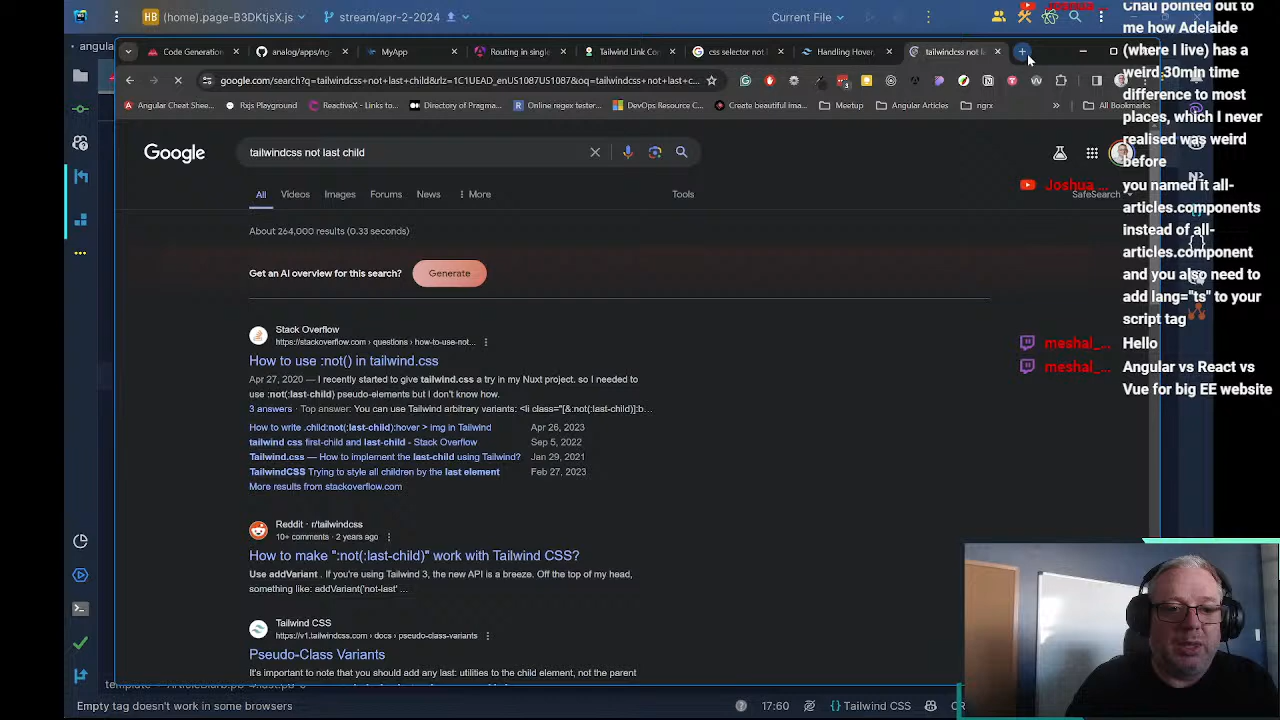 HB
(home).page-B3DKtjsX.js
stream/apr-2-2024
Current File
angular
Code Generation
github analog/apps/ng-
MyApp
Routing in single
Tailwind Link Con
css selector not l
Handling Hover,
tailwindcss not la
google.com/search?q=tailwindcss+not+last+child&rlz=1C1UEAD_enUS1087US1087&oq=tailwindcss+not+last+c...
Angular Cheat Shee...
Rxjs Playground
ReactiveX - Links to...
Directory of Pragma...
Online regex tester...
DevOps Resource C...
Create beautiful ima...
Meetup
Angular Articles
ngrx
All Bookmarks
Google
tailwindcss not last child
All
Videos
Images
Forums
News
More
Tools
SafeSearch
About 264,000 results (0.33 seconds)
Get an AI overview for this search?
Generate
Stack Overflow
https://stackoverflow.com › questions › how-to-use-not...
How to use :not() in tailwind.css
Apr 27, 2020 — I recently started to give tailwind.css a try in my Nuxt project. so I needed to
use :not(:last-child) pseudo-elements but I don't know how.
3 answers · Top answer: You can use Tailwind arbitrary variants: <li class="[&:not(:last-child)]:b...
How to write .child:not(:last-child):hover > img in Tailwind
Apr 26, 2023
tailwind css first-child and last-child - Stack Overflow
Sep 5, 2022
Tailwind.css — How to implement the last-child using Tailwind?
Jan 29, 2021
TailwindCSS Trying to style all children by the last element
Feb 27, 2023
More results from stackoverflow.com
Reddit · r/tailwindcss
10+ comments · 2 years ago
How to make ":not(:last-child)" work with Tailwind CSS?
Use addVariant . If you're using Tailwind 3, the new API is a breeze. Off the top of my head,
something like: addVariant('not-last' ...
Tailwind CSS
https://v1.tailwindcss.com › docs › pseudo-class-variants
Pseudo-Class Variants
It's important to note that you should add any last: utilities to the child element, not the parent
Chau pointed out to
me how Adelaide
(where I live) has a
weird 30min time
difference to most
places, which I never
realised was weird
before
Joshua ...
you named it all-
articles.components
instead of all-
articles.component
and you also need to
add lang="ts" to your
script tag
meshal_...
Hello
meshal_...
Angular vs React vs
Vue for big EE website
Empty tag doesn't work in some browsers
17:60
Tailwind CSS